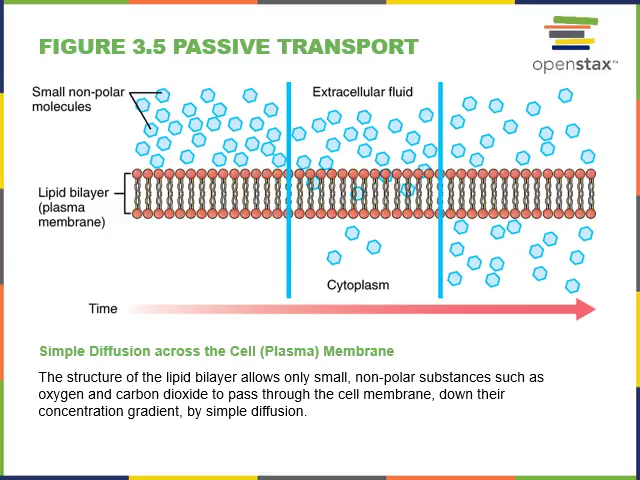 FIGURE 3.5 PASSIVE TRANSPORT
openstax™
Small non-polar
molecules
Extracellular fluid
Lipid bilayer
(plasma
membrane)
Cytoplasm
Time
Simple Diffusion across the Cell (Plasma) Membrane
The structure of the lipid bilayer allows only small, non-polar substances such as
oxygen and carbon dioxide to pass through the cell membrane, down their
concentration gradient, by simple diffusion.